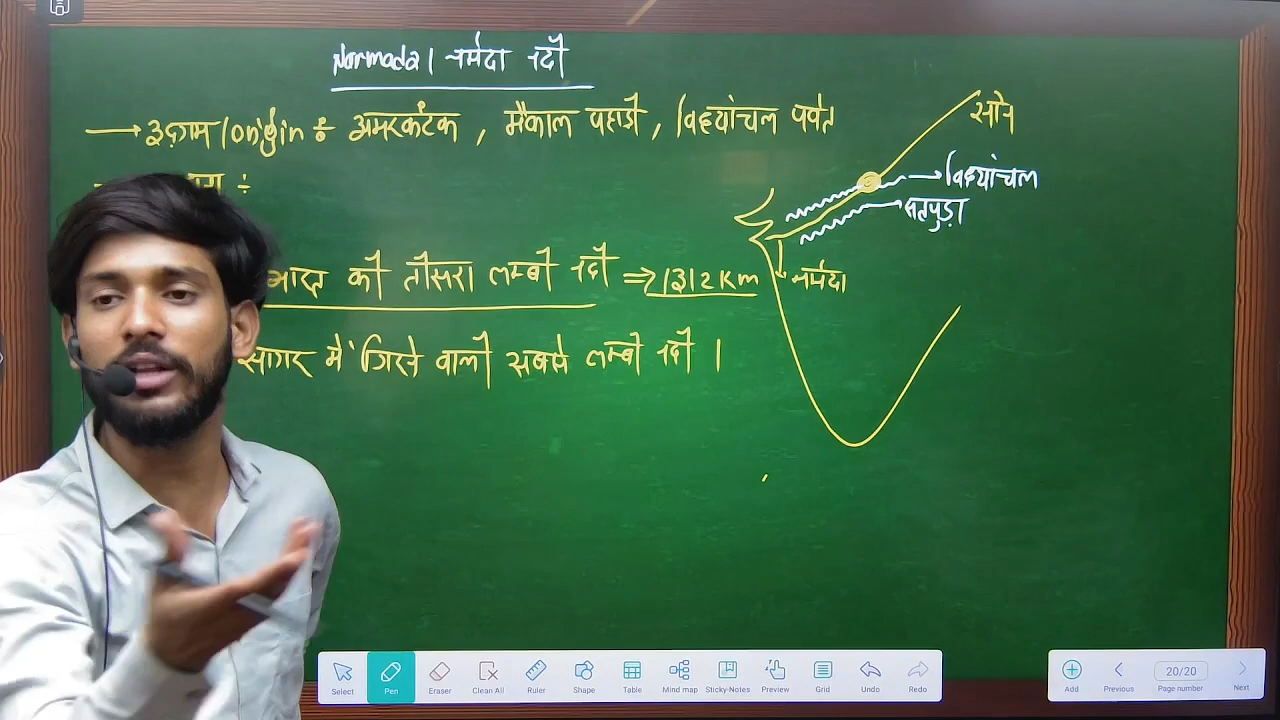 Narmada | नर्मदा नदी
→ उद्गम / origin ÷ अमरकंटक , मैकाल पहाडी , विंध्यांचल पर्वत
सोन
विंध्यांचल
सतपुड़ा
भारत की तीसरी लम्बी नदी ⇒ 1312 Km
नर्मदा
सागर में गिरने वाली सबसे लम्बी नदी ।
Select Pen Eraser Clean All Ruler Shape Table Mind map Sticky-Notes Preview Grid Undo Redo
Add Previous 20/20 Page number Next